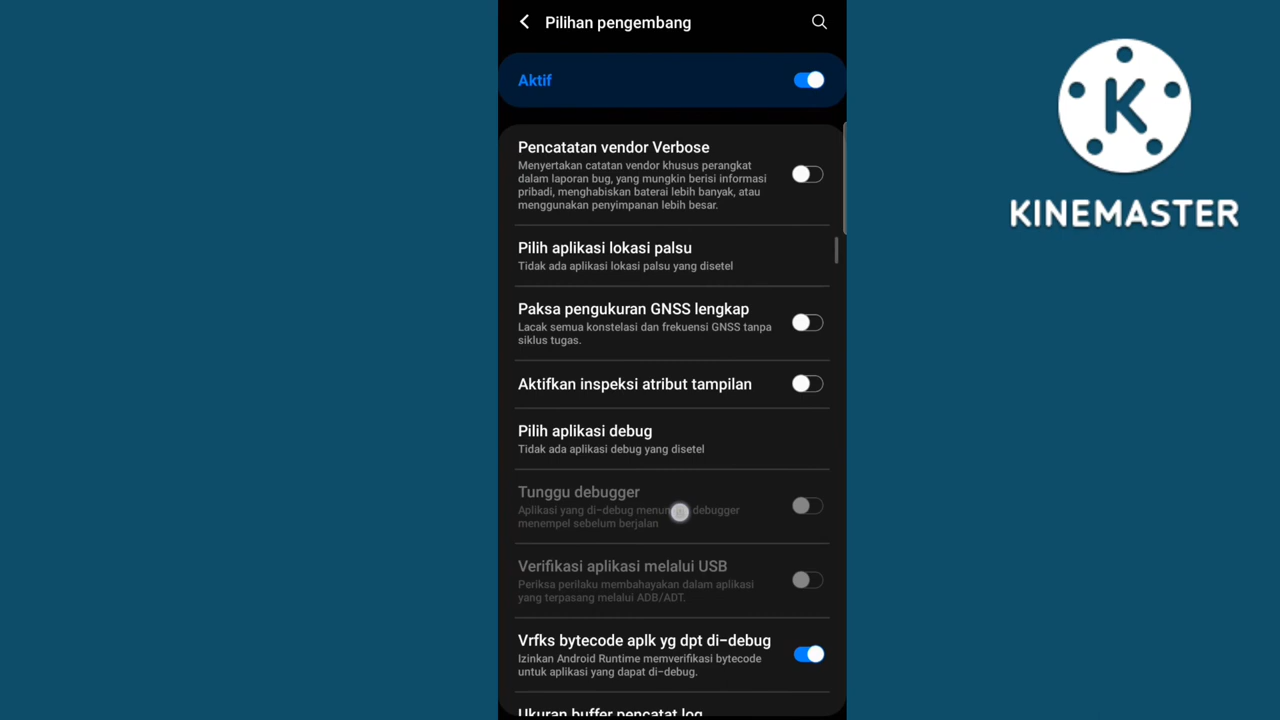 Pilihan pengembang
Aktif
Pencatatan vendor Verbose
Menyertakan catatan vendor khusus perangkat
dalam laporan bug, yang mungkin berisi informasi
pribadi, menghabiskan baterai lebih banyak, atau
menggunakan penyimpanan lebih besar.
Pilih aplikasi lokasi palsu
Tidak ada aplikasi lokasi palsu yang disetel
Paksa pengukuran GNSS lengkap
Lacak semua konstelasi dan frekuensi GNSS tanpa
siklus tugas.
Aktifkan inspeksi atribut tampilan
Pilih aplikasi debug
Tidak ada aplikasi debug yang disetel
Tunggu debugger
Aplikasi yang di-debug debugger
menempel sebelum berjalan
Verifikasi aplikasi melalui USB
Periksa perilaku membahayakan dalam aplikasi
yang terpasang melalui ADB/ADT.
Vrfks bytecode aplk yg dpt di-debug
Izinkan Android Runtime memverifikasi bytecode
untuk aplikasi yang dapat di-debug.
Ukuran buffer pencatat log
K
KINEMASTER